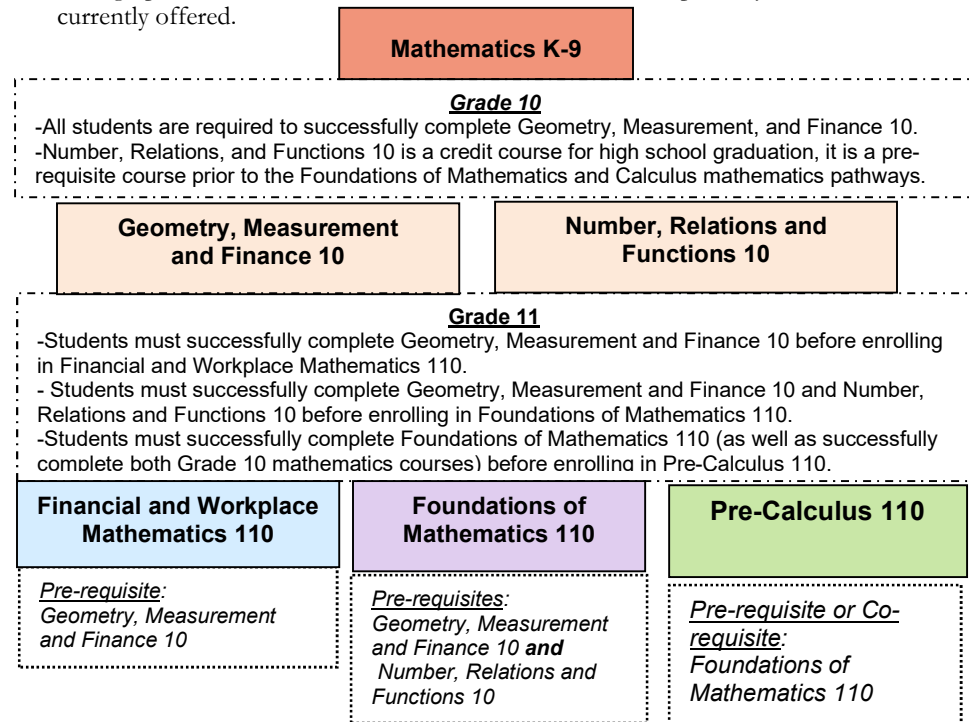 currently offered.
Mathematics K-9
Grade 10
-All students are required to successfully complete Geometry, Measurement, and Finance 10.
-Number, Relations, and Functions 10 is a credit course for high school graduation, it is a pre-
requisite course prior to the Foundations of Mathematics and Calculus mathematics pathways.
Geometry, Measurement
and Finance 10
Number, Relations and
Functions 10
Grade 11
-Students must successfully complete Geometry, Measurement and Finance 10 before enrolling
in Financial and Workplace Mathematics 110.
- Students must successfully complete Geometry, Measurement and Finance 10 and Number,
Relations and Functions 10 before enrolling in Foundations of Mathematics 110.
-Students must successfully complete Foundations of Mathematics 110 (as well as successfully
complete both Grade 10 mathematics courses) before enrolling in Pre-Calculus 110.
Financial and Workplace
Mathematics 110
Foundations of
Mathematics 110
Pre-Calculus 110
Pre-requisite:
Geometry, Measurement
and Finance 10
Pre-requisites:
Geometry, Measurement
and Finance 10 and
Number, Relations and
Functions 10
Pre-requisite or Co-
requisite:
Foundations of
Mathematics 110